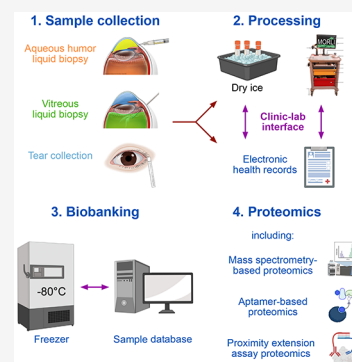 1. Sample collection
Aqueous humor
liquid biopsy
Vitreous
liquid biopsy
Tear collection
2. Processing
MORLI
Dry ice
Clinic-lab
interface
Electronic
health records
3. Biobanking
-80°C
Freezer
Sample database
4. Proteomics
including:
Mass spectrometry-
based proteomics
Aptamer-based
proteomics
Proximity extension
assay proteomics